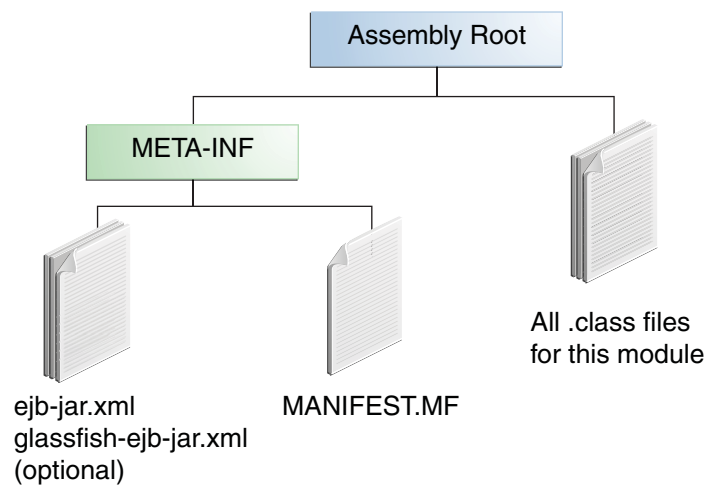 Assembly Root
META-INF
All .class files
for this module
ejb-jar.xml
glassfish-ejb-jar.xml
(optional)
MANIFEST.MF